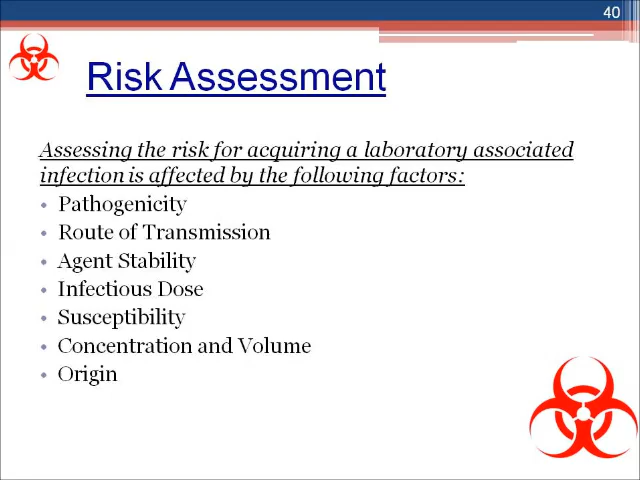 40
Risk Assessment
Assessing the risk for acquiring a laboratory associated
infection is affected by the following factors:
• Pathogenicity
• Route of Transmission
• Agent Stability
• Infectious Dose
• Susceptibility
• Concentration and Volume
• Origin